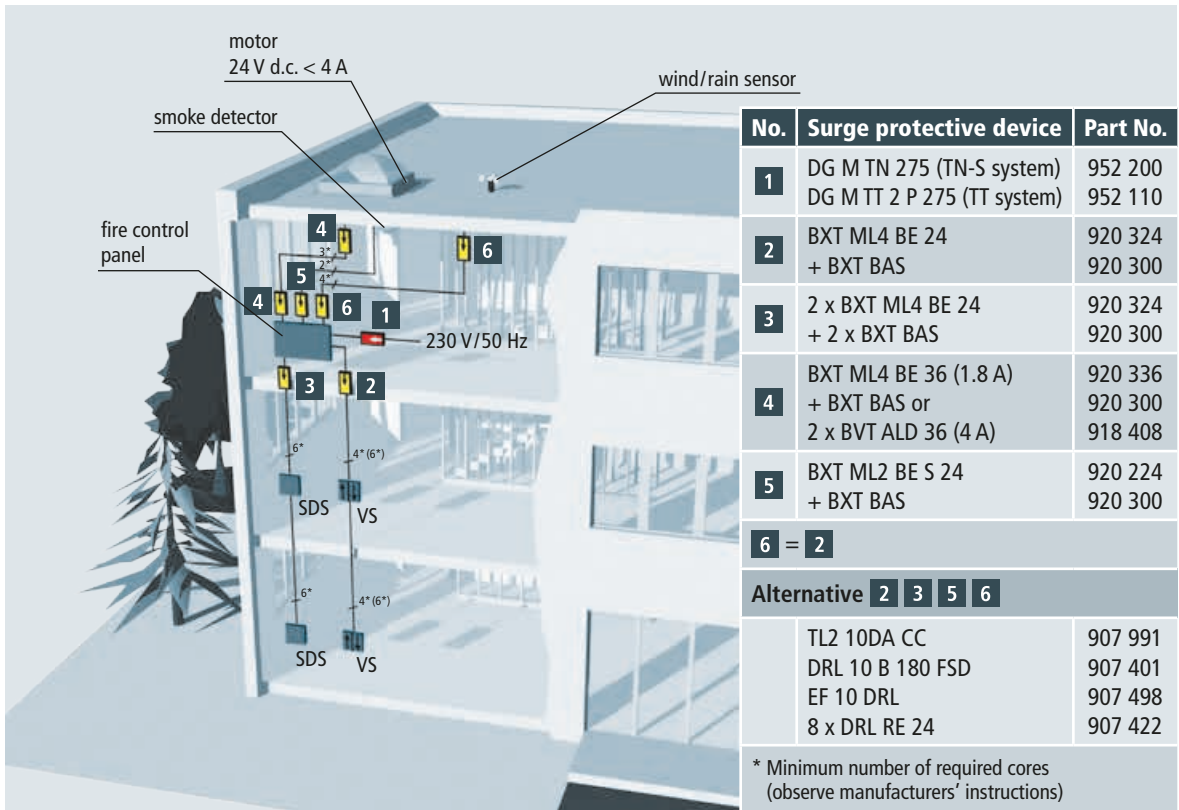 motor
24 V d.c. < 4 A
wind/rain sensor
smoke detector
fire control
panel
4
3*
2*
5
4*
6
4
6
1
230 V/50 Hz
3
2
6*
4* (6*)
SDS
VS
6*
4* (6*)
SDS
VS
No. Surge protective device Part No.
1
DG M TN 275 (TN-S system) 952 200
DG M TT 2 P 275 (TT system) 952 110
2
BXT ML4 BE 24 920 324
+ BXT BAS 920 300
3
2 x BXT ML4 BE 24 920 324
+ 2 x BXT BAS 920 300
4
BXT ML4 BE 36 (1.8 A) 920 336
+ BXT BAS or 920 300
2 x BVT ALD 36 (4 A) 918 408
5
BXT ML2 BE S 24 920 224
+ BXT BAS 920 300
6 = 2
Alternative 2 3 5 6
TL2 10DA CC 907 991
DRL 10 B 180 FSD 907 401
EF 10 DRL 907 498
8 x DRL RE 24 907 422
* Minimum number of required cores
(observe manufacturers' instructions)